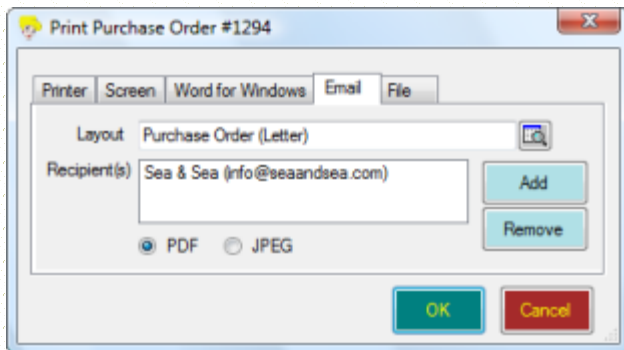 Print Purchase Order #1294
Printer Screen Word for Windows Email File
Layout Purchase Order (Letter)
Recipient(s) Sea & Sea (info@seaandsea.com)
Add
Remove
PDF JPEG
OK Cancel